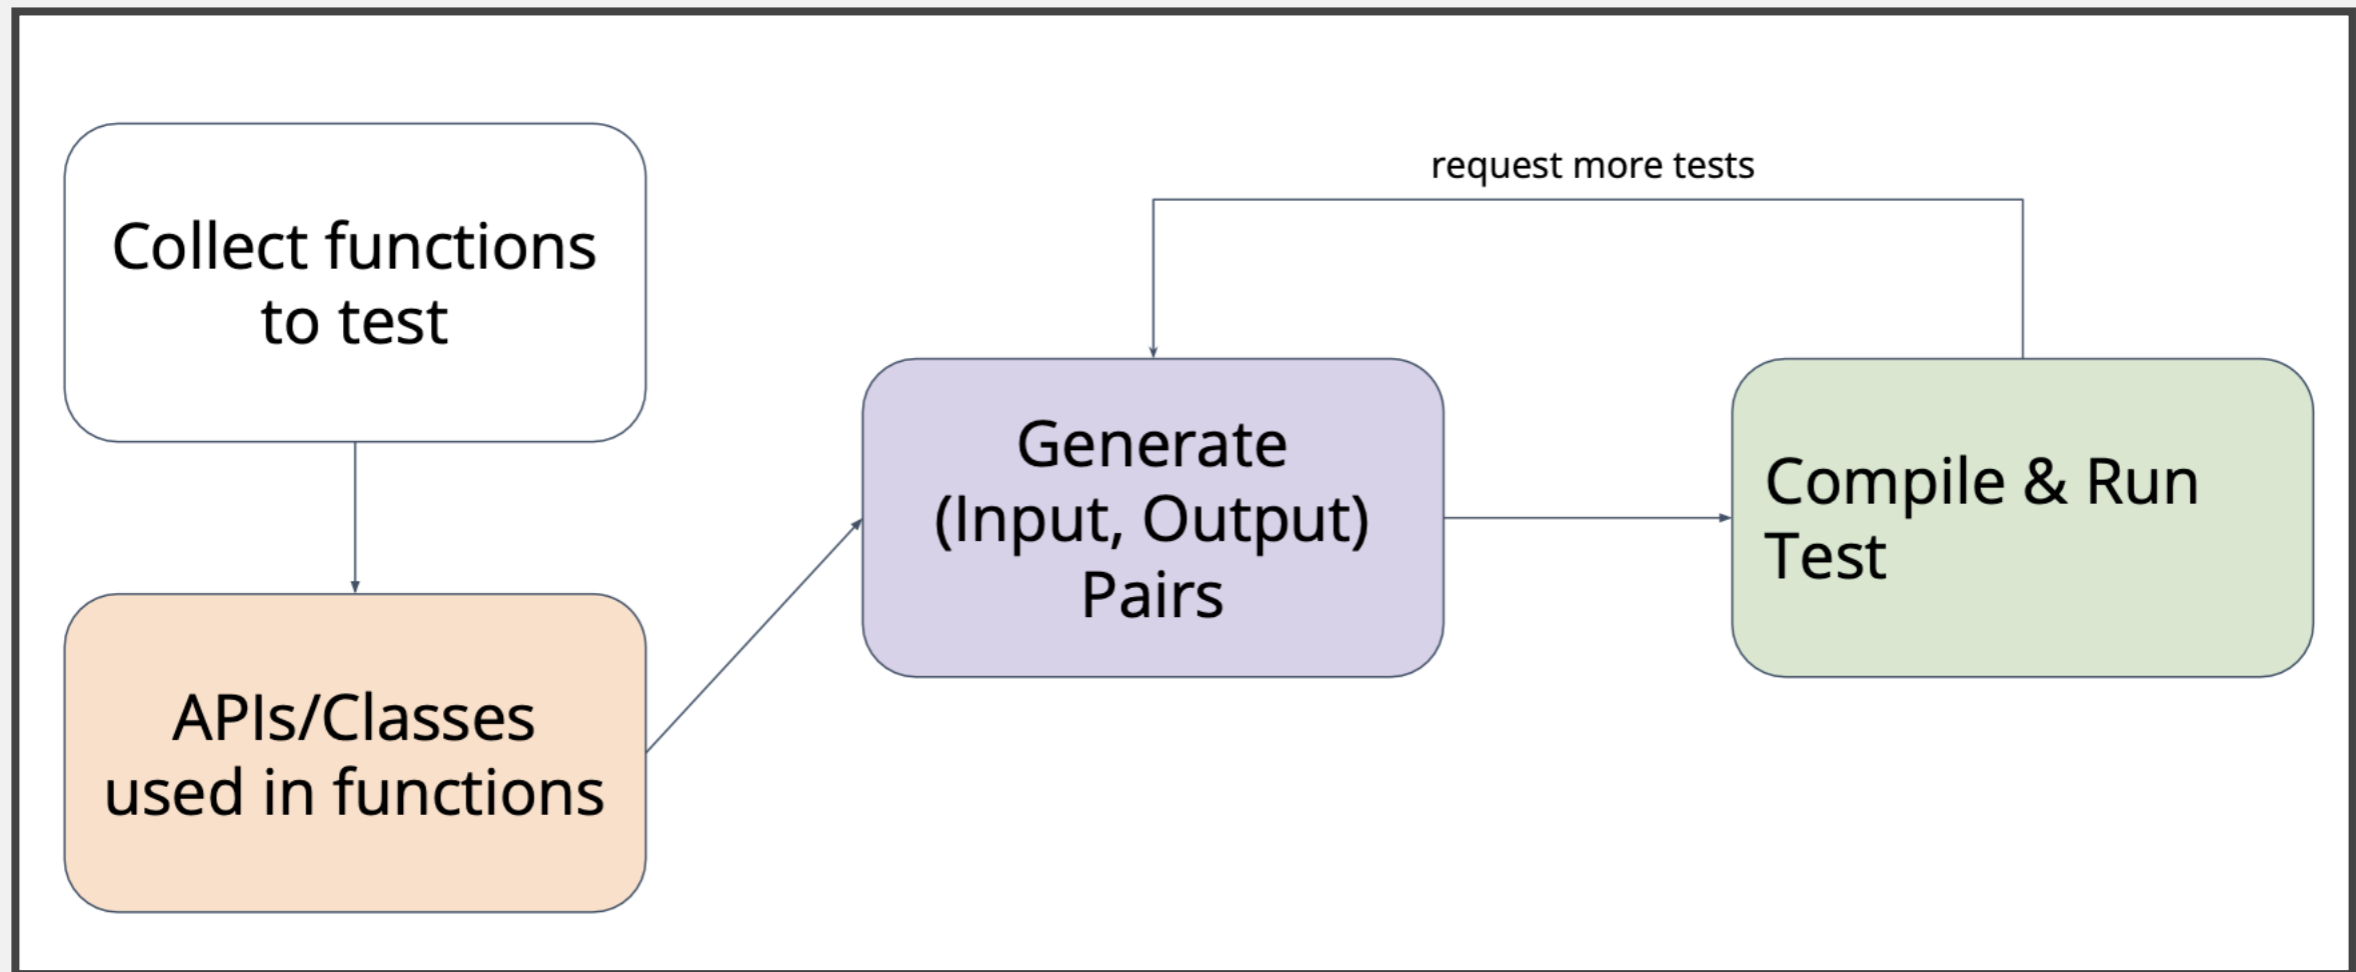 Collect functions
to test
APIs/Classes
used in functions
request more tests
Generate
(Input, Output)
Pairs
Compile & Run
Test